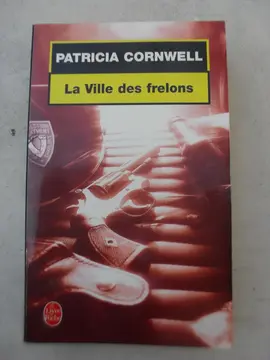 PATRICIA CORNWELL
La Ville des frelons